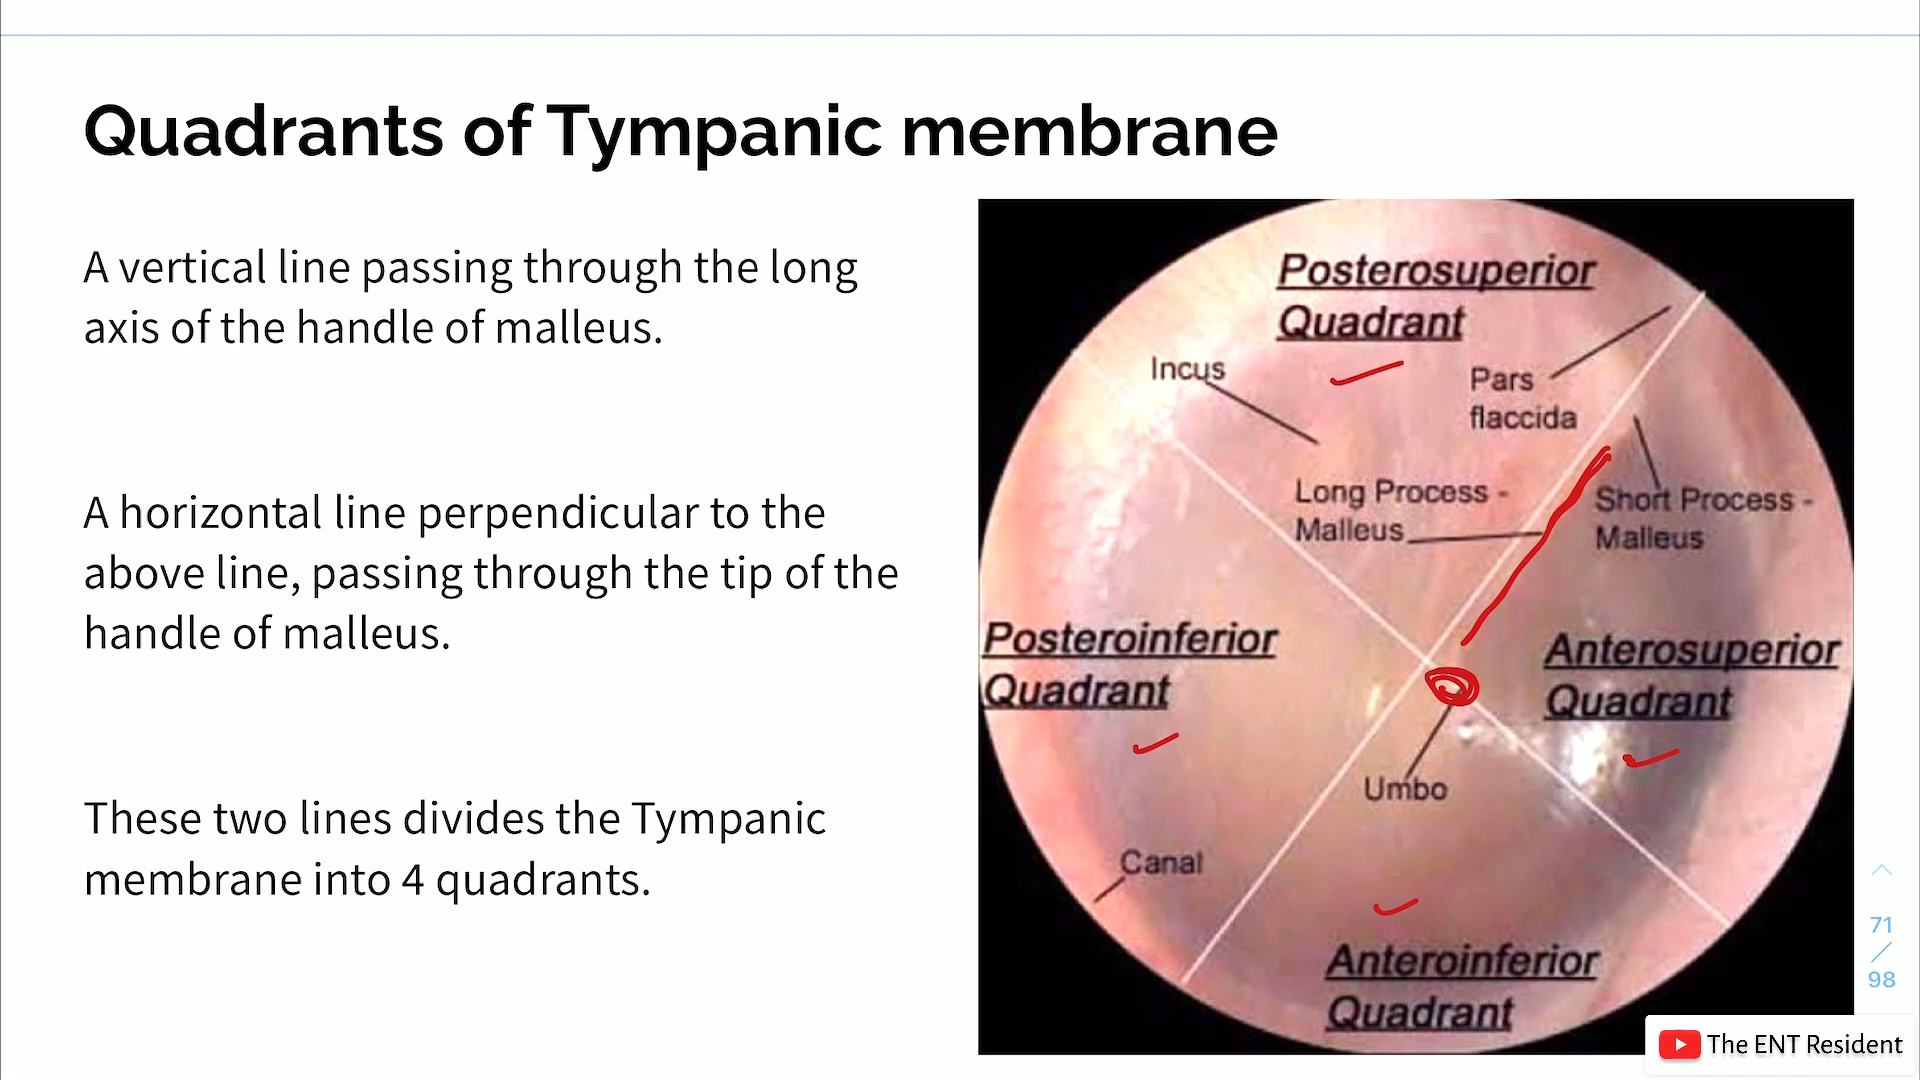 Quadrants of Tympanic membrane
A vertical line passing through the long
axis of the handle of malleus.
A horizontal line perpendicular to the
above line, passing through the tip of the
handle of malleus.
These two lines divides the Tympanic
membrane into 4 quadrants.
Posterosuperior
Quadrant
Incus
Pars
flaccida
Long Process -
Malleus
Short Process -
Malleus
Posteroinferior
Quadrant
Anterosuperior
Quadrant
Umbo
Canal
Anteroinferior
Quadrant
71
/
98
The ENT Resident